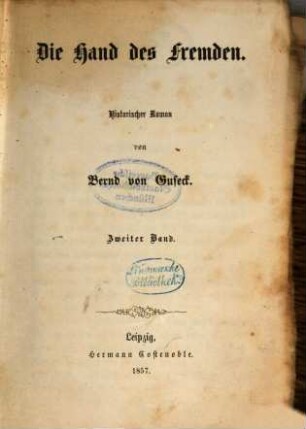 Die Hand des Fremden.
Historischer Roman
von
Bernd von Guseck.
Zweiter Band.
Leipzig,
Hermann Costenoble.
1857.